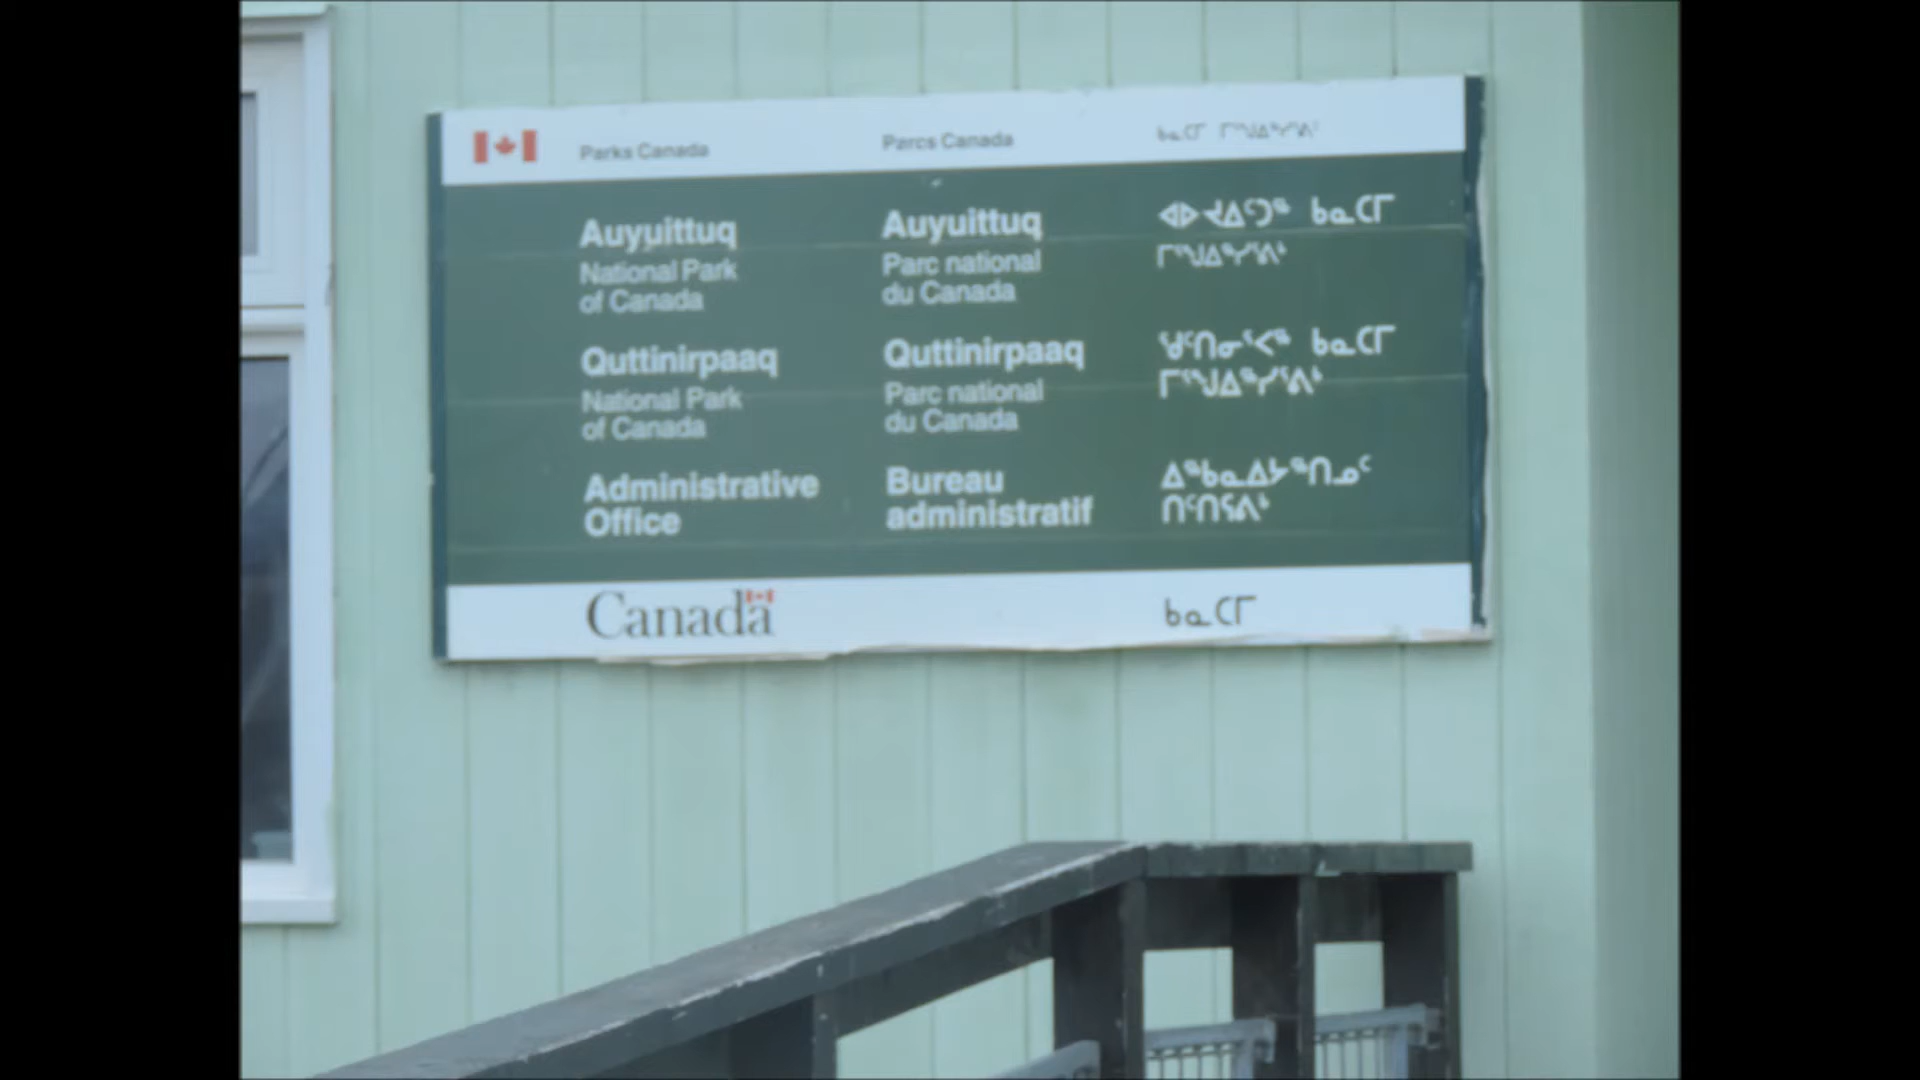 Parks Canada
Parcs Canada
ᑲᓇᑕᒥ ᒥᕐᖑᐃᖅᓯᕐᕕᒃ
Auyuittuq
National Park
of Canada
Auyuittuq
Parc national
du Canada
ᐊᐅᔪᐃᑦᑐᖅ ᑲᓇᑕᒥ
ᒥᕐᖑᐃᖅᓯᕐᕕᒃ
Quttinirpaaq
National Park
of Canada
Quttinirpaaq
Parc national
du Canada
ᖁᑦᑎᓂᕐᐸᖅ ᑲᓇᑕᒥ
ᒥᕐᖑᐃᖅᓯᕐᕕᒃ
Administrative
Office
Bureau
administratif
ᐃᖅᑲᓇᐃᔭᖅᑎᓄᑦ
ᑎᑎᕋᕕᒃ
Canada
ᑲᓇᑕᒥ